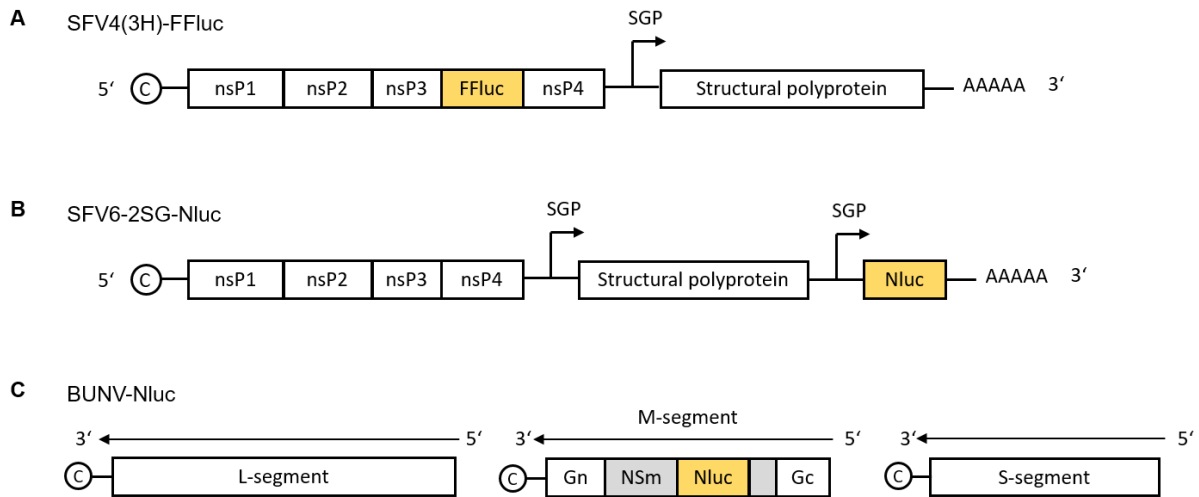 A SFV4(3H)-FFluc
SGP
5‘ C nsP1 nsP2 nsP3 FFluc nsP4 Structural polyprotein AAAAA 3‘
B SFV6-2SG-Nluc
SGP SGP
5‘ C nsP1 nsP2 nsP3 nsP4 Structural polyprotein Nluc AAAAA 3‘
C BUNV-Nluc
M-segment
3‘ 5‘ 3‘ 5‘ 3‘ 5‘
C L-segment C Gn NSm Nluc Gc C S-segment